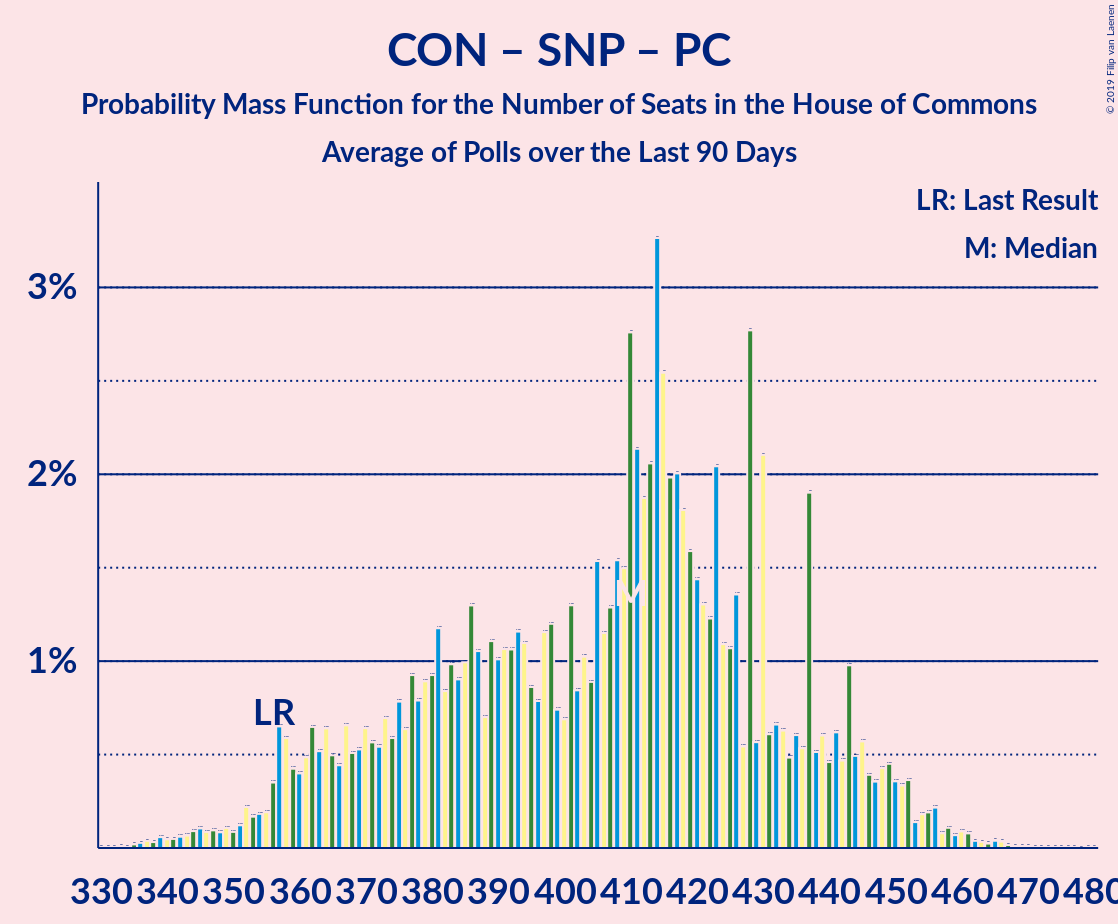 CON – SNP – PC
Probability Mass Function for the Number of Seats in the House of Commons
Average of Polls over the Last 90 Days
© 2019 Filip van Laenen
LR: Last Result
M: Median
3%
2%
1%
LR
M
330 340 350 360 370 380 390 400 410 420 430 440 450 460 470 480